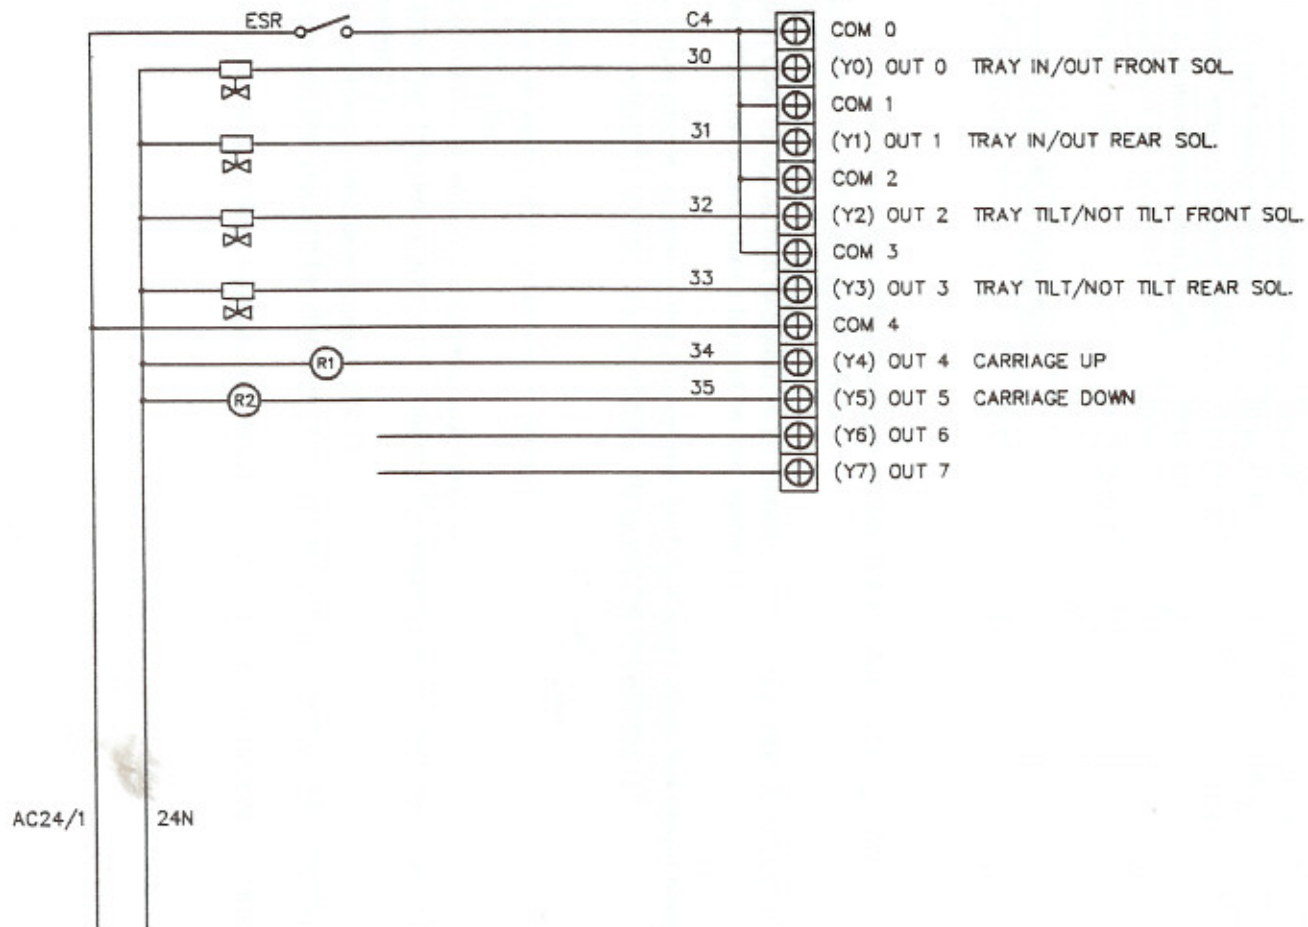 ESR C4 COM 0
30 (Y0) OUT 0 TRAY IN/OUT FRONT SOL.
COM 1
31 (Y1) OUT 1 TRAY IN/OUT REAR SOL.
COM 2
32 (Y2) OUT 2 TRAY TILT/NOT TILT FRONT SOL.
COM 3
33 (Y3) OUT 3 TRAY TILT/NOT TILT REAR SOL.
COM 4
R1 34 (Y4) OUT 4 CARRIAGE UP
R2 35 (Y5) OUT 5 CARRIAGE DOWN
(Y6) OUT 6
(Y7) OUT 7
AC24/1 24N